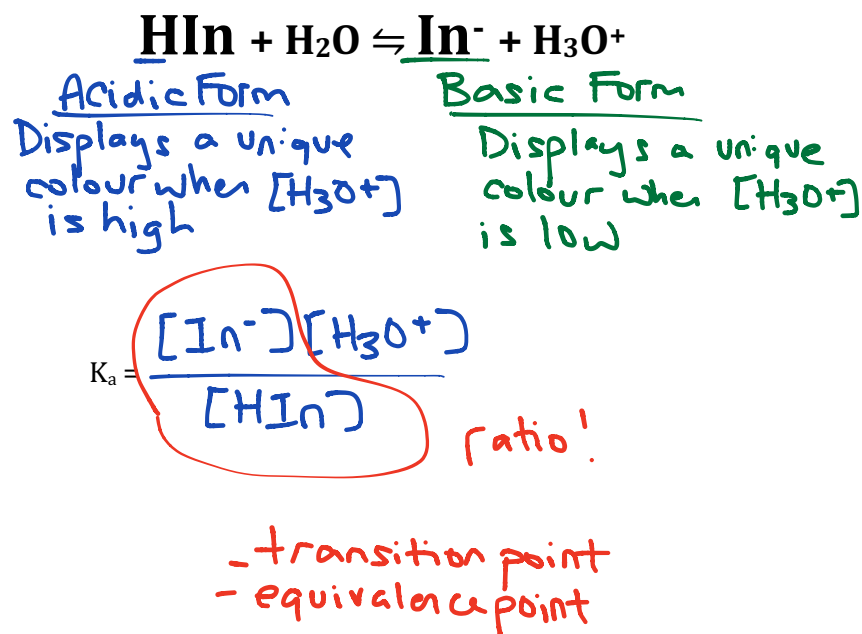 HIn + H₂O ⇋ In⁻ + H₃O⁺
Acidic Form
Basic Form
Displays a unique
colour when [H3O+]
is high
Displays a unique
colour when [H3O+]
is low
[In⁻][H3O⁺]
Kₐ =
[HIn]
ratio!
- transition point
- equivalence point